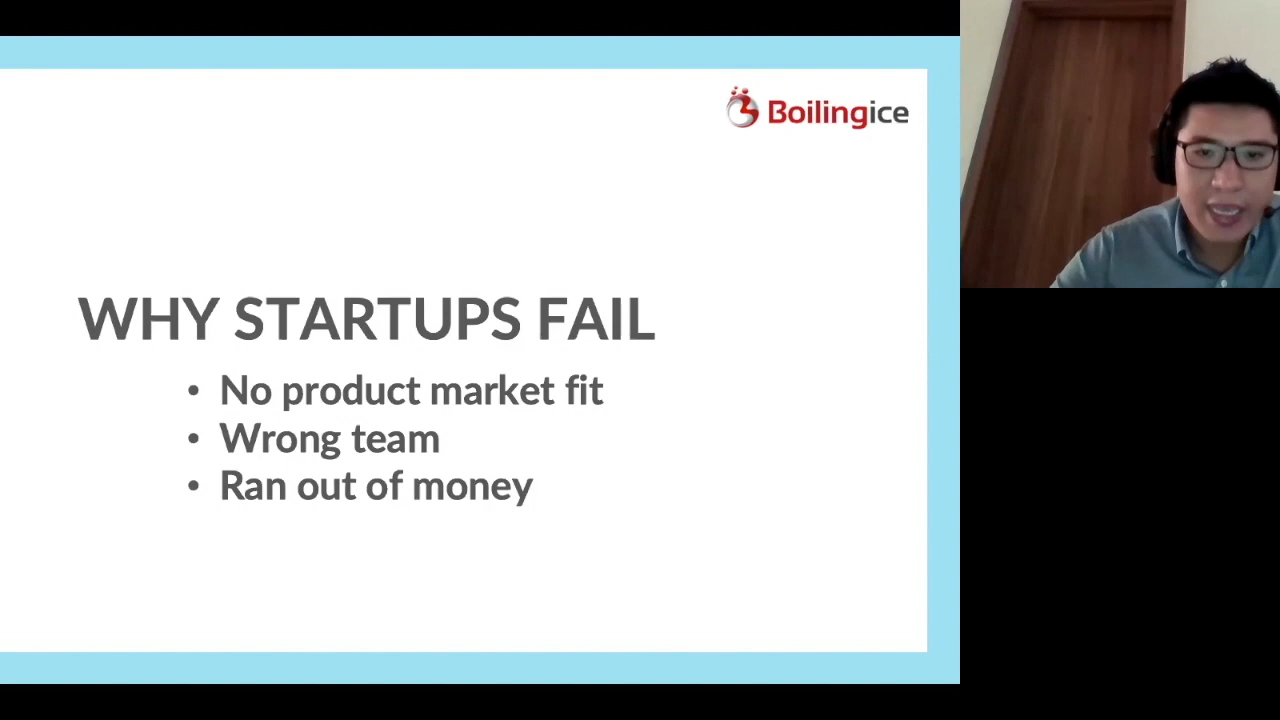 Boilingice
WHY STARTUPS FAIL
• No product market fit
• Wrong team
• Ran out of money